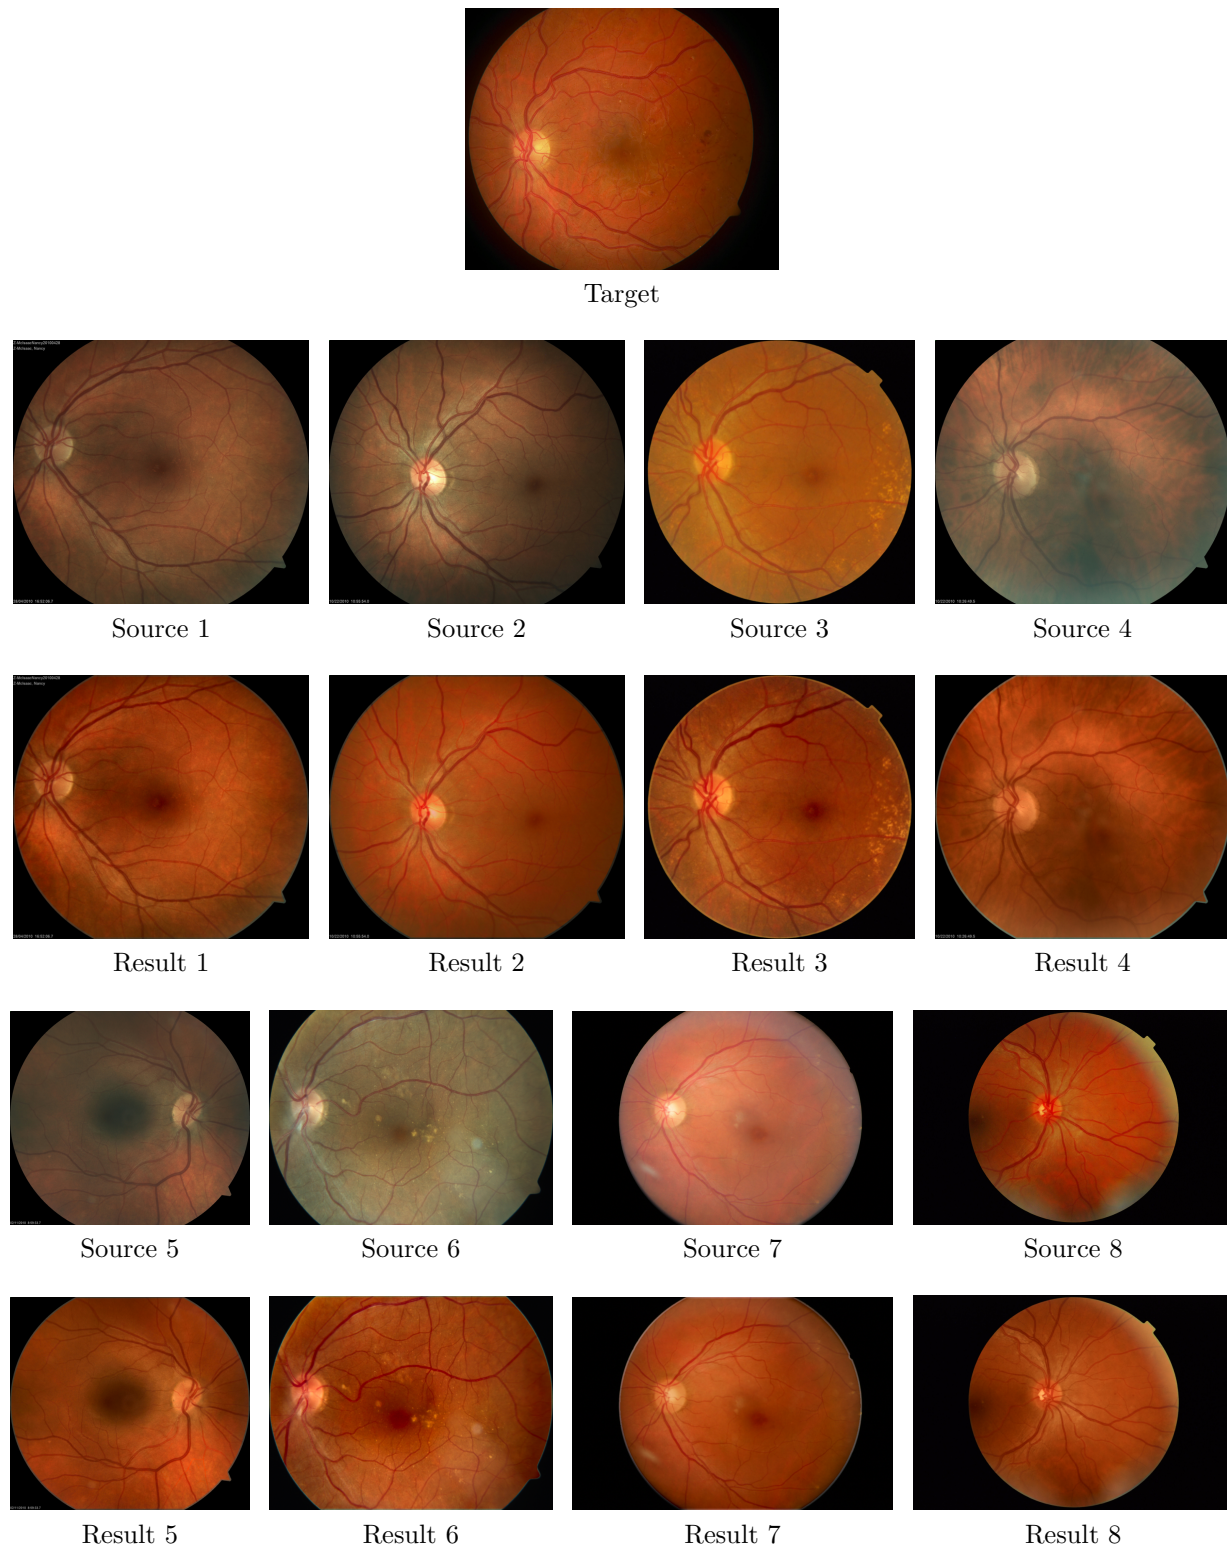 Target
Source 1
Source 2
Source 3
Source 4
Result 1
Result 2
Result 3
Result 4
Source 5
Source 6
Source 7
Source 8
Result 5
Result 6
Result 7
Result 8